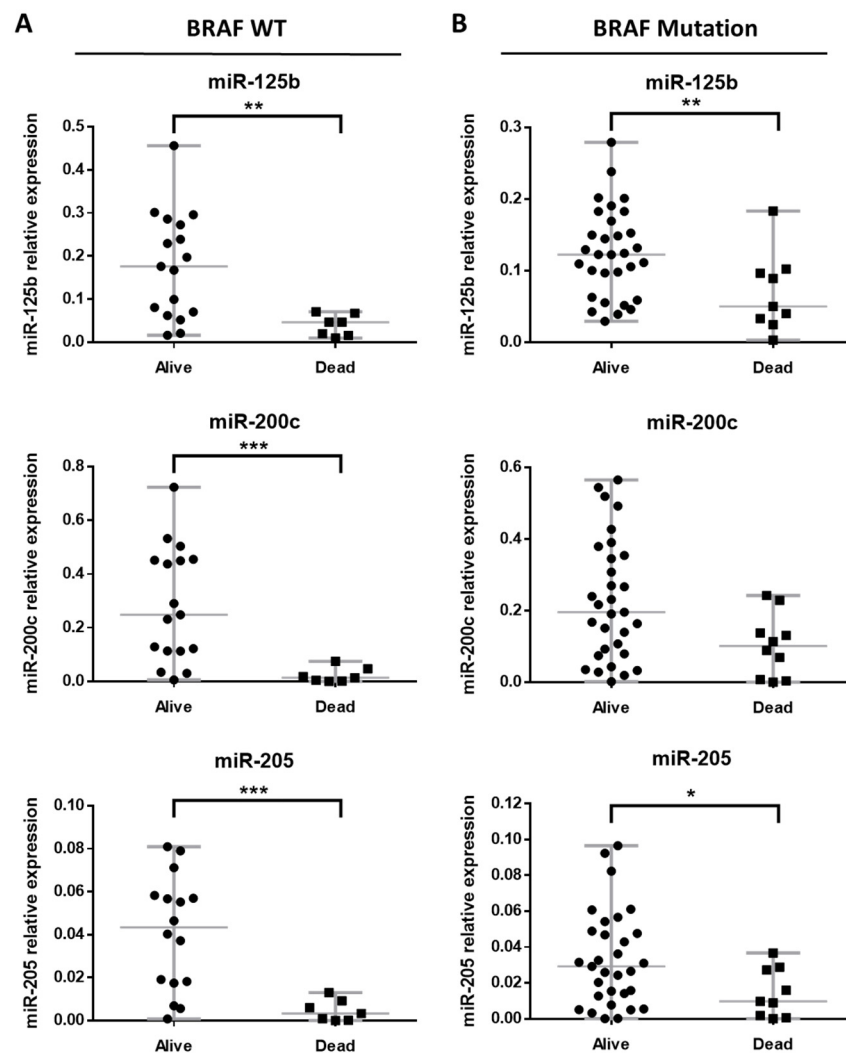 A
BRAF WT
B
BRAF Mutation
miR-125b
**
miR-125b relative expression
0.5
0.4
0.3
0.2
0.1
0.0
Alive
Dead
miR-125b
**
miR-125b relative expression
0.3
0.2
0.1
0.0
Alive
Dead
miR-200c
***
miR-200c relative expression
0.8
0.6
0.4
0.2
0.0
Alive
Dead
miR-200c
miR-200c relative expression
0.6
0.4
0.2
0.0
Alive
Dead
miR-205
***
miR-205 relative expression
0.10
0.08
0.06
0.04
0.02
0.00
Alive
Dead
miR-205
*
miR-205 relative expression
0.12
0.10
0.08
0.06
0.04
0.02
0.00
Alive
Dead